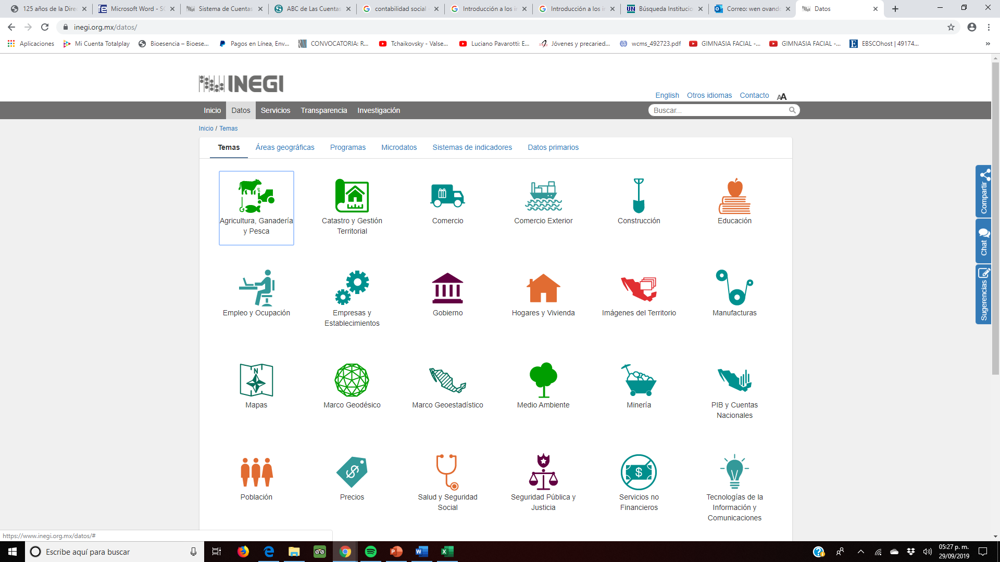 125 años de la Direc
Microsoft Word - SC
Sistema de Cuentas
ABC de Las Cuentas
contabilidad social -
Introducción a los in
Introducción a los in
UN Búsqueda Institucio
Correo: wen ovand
Datos
inegi.org.mx/datos/
Aplicaciones
Mi Cuenta Totalplay
Bioesencia – Bioese...
Pagos en Línea, Env...
CONVOCATORIA: R...
Tchaikovsky - Valse...
Luciano Pavarotti: E...
Jóvenes y precaried...
wcms_492723.pdf
GIMNASIA FACIAL -...
GIMNASIA FACIAL -...
EBSCOhost | 49174...
»
INEGI
English Otros idiomas Contacto AA
Inicio Datos Servicios Transparencia Investigación
Buscar...
Inicio / Temas
Temas Áreas geográficas Programas Microdatos Sistemas de indicadores Datos primarios
Agricultura, Ganadería
y Pesca
Catastro y Gestión
Territorial
Comercio
Comercio Exterior
Construcción
Educación
Empleo y Ocupación
Empresas y
Establecimientos
Gobierno
Hogares y Vivienda
Imágenes del Territorio
Manufacturas
N
Mapas
Marco Geodésico
Marco Geoestadístico
Medio Ambiente
Minería
PIB y Cuentas
Nacionales
Población
$
Precios
Salud y Seguridad
Social
Seguridad Pública y
Justicia
$
Servicios no
Financieros
Tecnologías de la
Información y
Comunicaciones
Compartir
Chat
Sugerencias
https://www.inegi.org.mx/datos/#
Escribe aquí para buscar
05:27 p. m.
29/09/2019